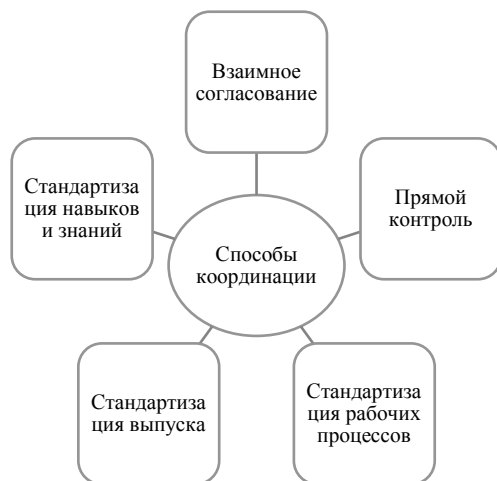 Взаимное
согласование
Стандартиза
ция навыков
и знаний
Прямой
контроль
Способы
координации
Стандартиза
ция выпуска
Стандартиза
ция рабочих
процессов